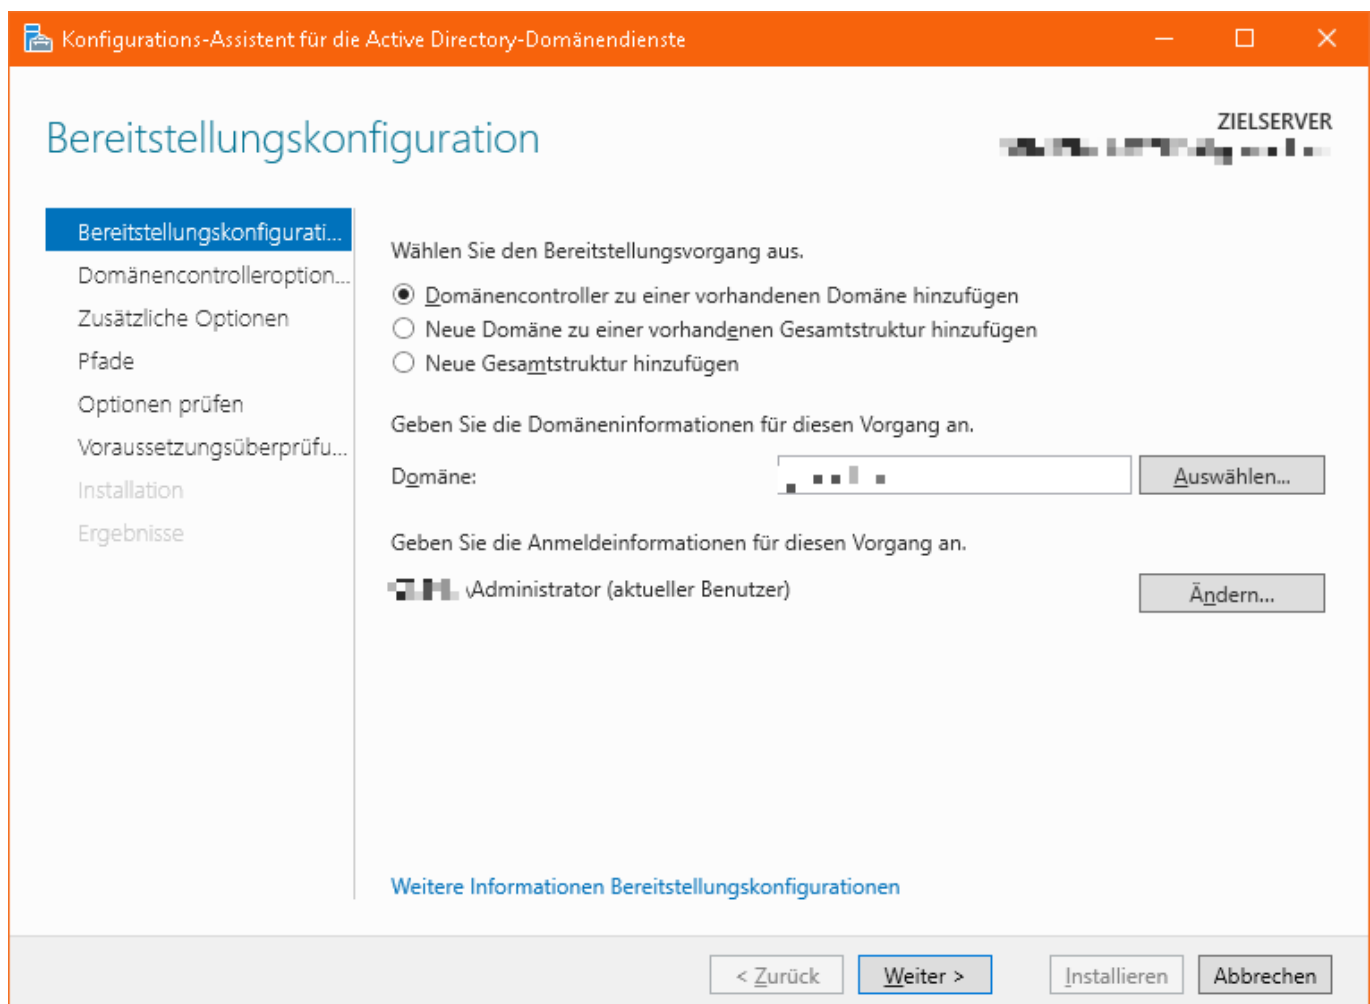 Konfigurations-Assistent für die Active Directory-Domänendienste
Bereitstellungskonfiguration
ZIELSERVER
Bereitstellungskonfigurati...
Domänencontrolleroption...
Zusätzliche Optionen
Pfade
Optionen prüfen
Voraussetzungsüberprüfu...
Installation
Ergebnisse
Wählen Sie den Bereitstellungsvorgang aus.
Domänencontroller zu einer vorhandenen Domäne hinzufügen
Neue Domäne zu einer vorhandenen Gesamtstruktur hinzufügen
Neue Gesamtstruktur hinzufügen
Geben Sie die Domäneninformationen für diesen Vorgang an.
Domäne:
Auswählen...
Geben Sie die Anmeldeinformationen für diesen Vorgang an.
\Administrator (aktueller Benutzer)
Ändern...
Weitere Informationen Bereitstellungskonfigurationen
< Zurück
Weiter >
Installieren
Abbrechen